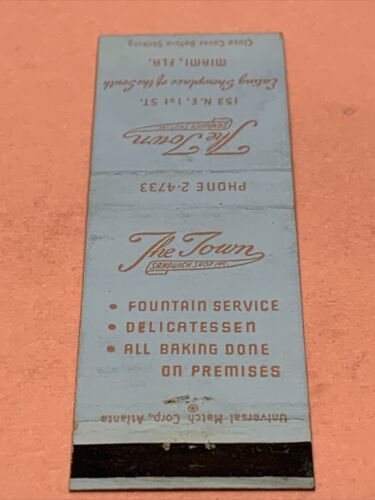 Close Cover Before Striking
MIAMI, FLA.
Eating Showplace of the South
153 N.E. 1st ST.
The Town
SANDWICH SHOP INC.
PHONE 2-4733
The Town
SANDWICH SHOP INC.
• FOUNTAIN SERVICE
• DELICATESSEN
• ALL BAKING DONE
ON PREMISES
Universal Match Corp., Atlanta
®